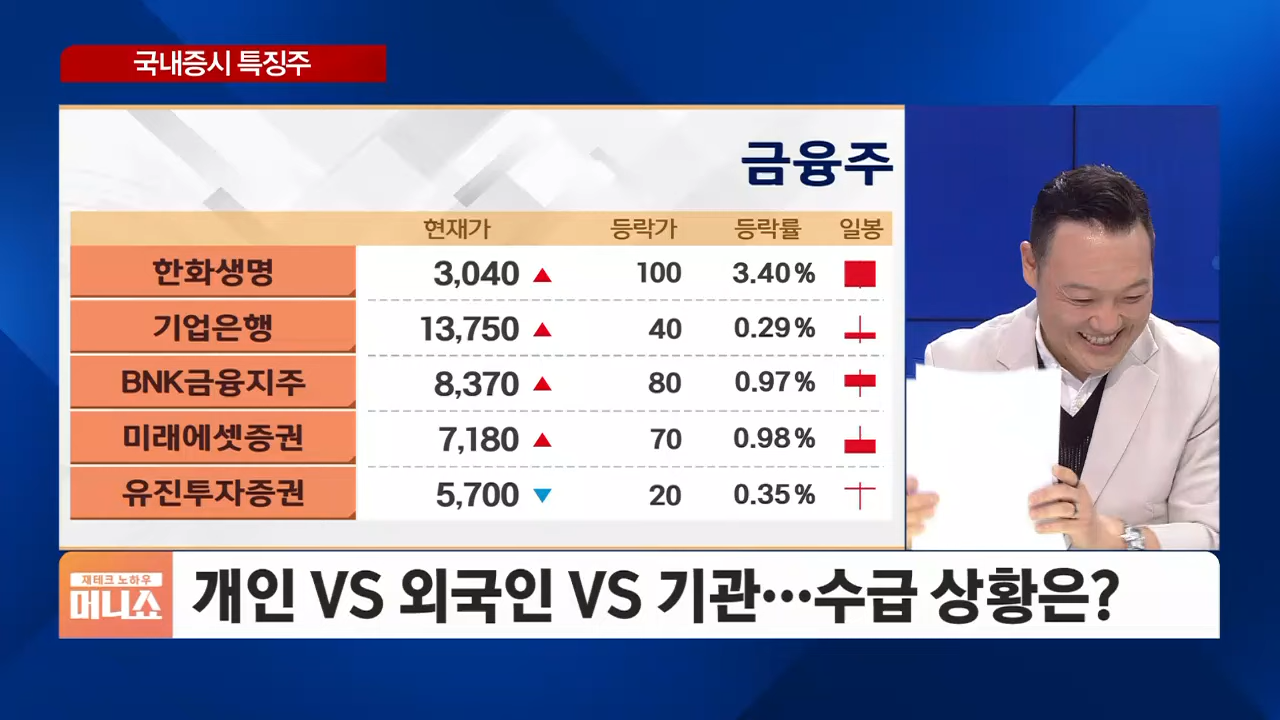 국내증시 특징주
금융주
현재가 등락가 등락률 일봉
한화생명 3,040 ▲ 100 3.40%
기업은행 13,750 ▲ 40 0.29%
BNK금융지주 8,370 ▲ 80 0.97%
미래에셋증권 7,180 ▲ 70 0.98%
유진투자증권 5,700 ▼ 20 0.35%
재테크 노하우
머니쇼
개인 VS 외국인 VS 기관…수급 상황은?